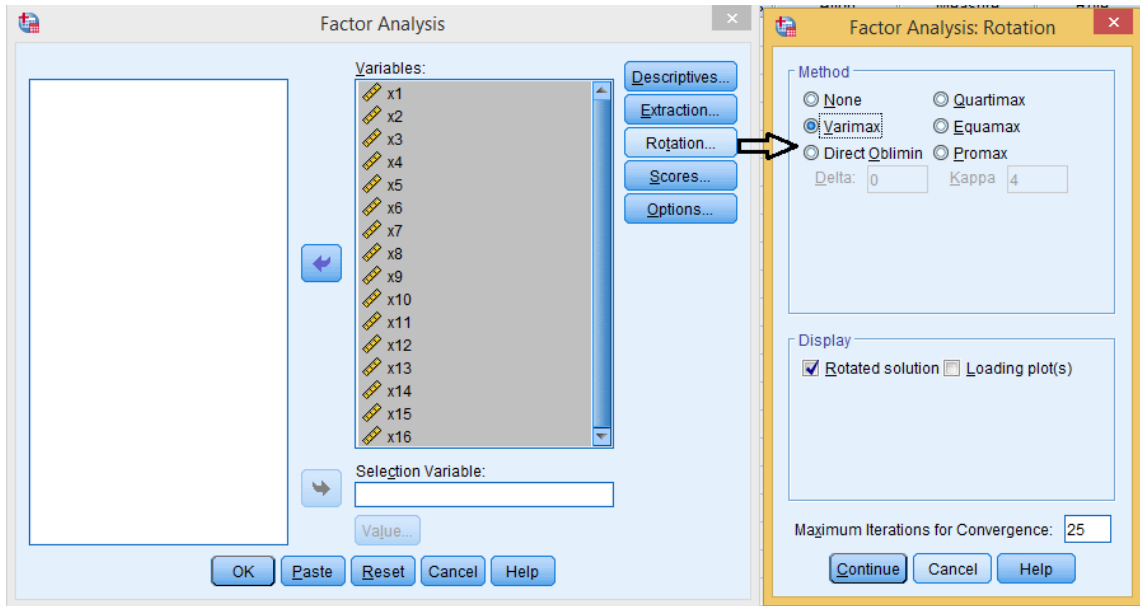 Factor Analysis
Variables:
x1
x2
x3
x4
x5
x6
x7
x8
x9
x10
x11
x12
x13
x14
x15
x16
Descriptives...
Extraction...
Rotation...
Scores...
Options...
Selection Variable:
Value...
OK Paste Reset Cancel Help
Factor Analysis: Rotation
Method
None Quartimax
Varimax Equamax
Direct Oblimin Promax
Delta: 0 Kappa 4
Display
Rotated solution Loading plot(s)
Maximum Iterations for Convergence: 25
Continue Cancel Help